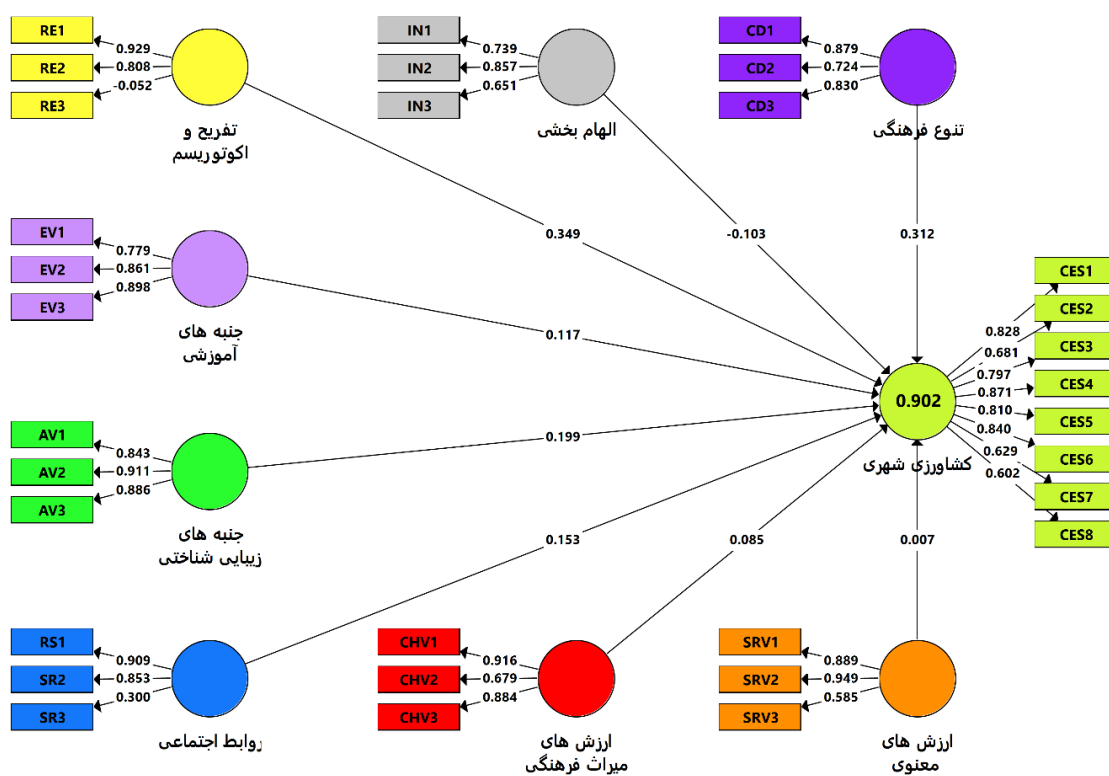 RE1
0.929
RE2
0.808
RE3
-0.052
تفریح و
اکوتوریسم
IN1
0.739
IN2
0.857
IN3
0.651
الهام بخشی
CD1
0.879
CD2
0.724
CD3
0.830
تنوع فرهنگی
0.349
-0.103
0.312
EV1
0.779
EV2
0.861
EV3
0.898
جنبه های
آموزشی
0.117
CES1
CES2
CES3
CES4
CES5
CES6
CES7
CES8
0.828
0.681
0.797
0.871
0.810
0.840
0.629
0.602
0.902
کشاورزی شهری
AV1
0.843
AV2
0.911
AV3
0.886
جنبه های
زیبایی شناختی
0.199
0.153
0.085
0.007
RS1
0.909
SR2
0.853
SR3
0.300
روابط اجتماعی
CHV1
0.916
CHV2
0.679
CHV3
0.884
ارزش های
میراث فرهنگی
SRV1
0.889
SRV2
0.949
SRV3
0.585
ارزش های
معنوی